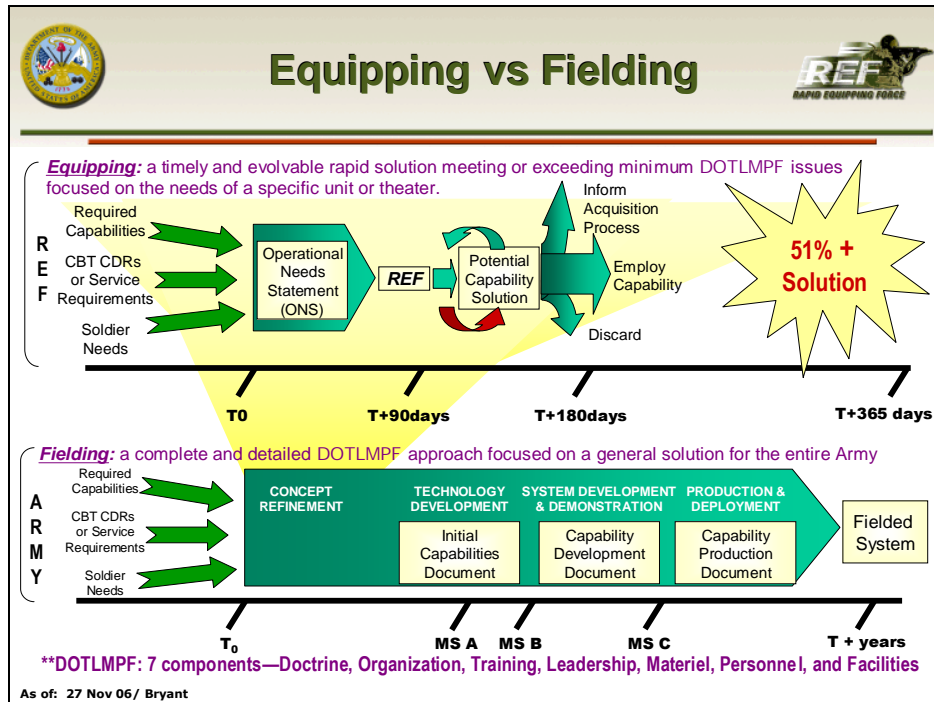 Equipping vs Fielding
REF
RAPID EQUIPPING FORCE
Equipping: a timely and evolvable rapid solution meeting or exceeding minimum DOTLMPF issues
focused on the needs of a specific unit or theater.
R
E
F
Required
Capabilities
CBT CDRs
or Service
Requirements
Soldier
Needs
Operational
Needs
Statement
(ONS)
REF
Potential
Capability
Solution
Inform
Acquisition
Process
Employ
Capability
Discard
51% +
Solution
T0
T+90days
T+180days
T+365 days
Fielding: a complete and detailed DOTLMPF approach focused on a general solution for the entire Army
A
R
M
Y
Required
Capabilities
CBT CDRs
or Service
Requirements
Soldier
Needs
CONCEPT
REFINEMENT
TECHNOLOGY
DEVELOPMENT
Initial
Capabilities
Document
SYSTEM DEVELOPMENT
& DEMONSTRATION
Capability
Development
Document
PRODUCTION &
DEPLOYMENT
Capability
Production
Document
Fielded
System
T0
MS A
MS B
MS C
T + years
**DOTLMPF: 7 components—Doctrine, Organization, Training, Leadership, Materiel, Personnel, and Facilities
As of: 27 Nov 06/ Bryant